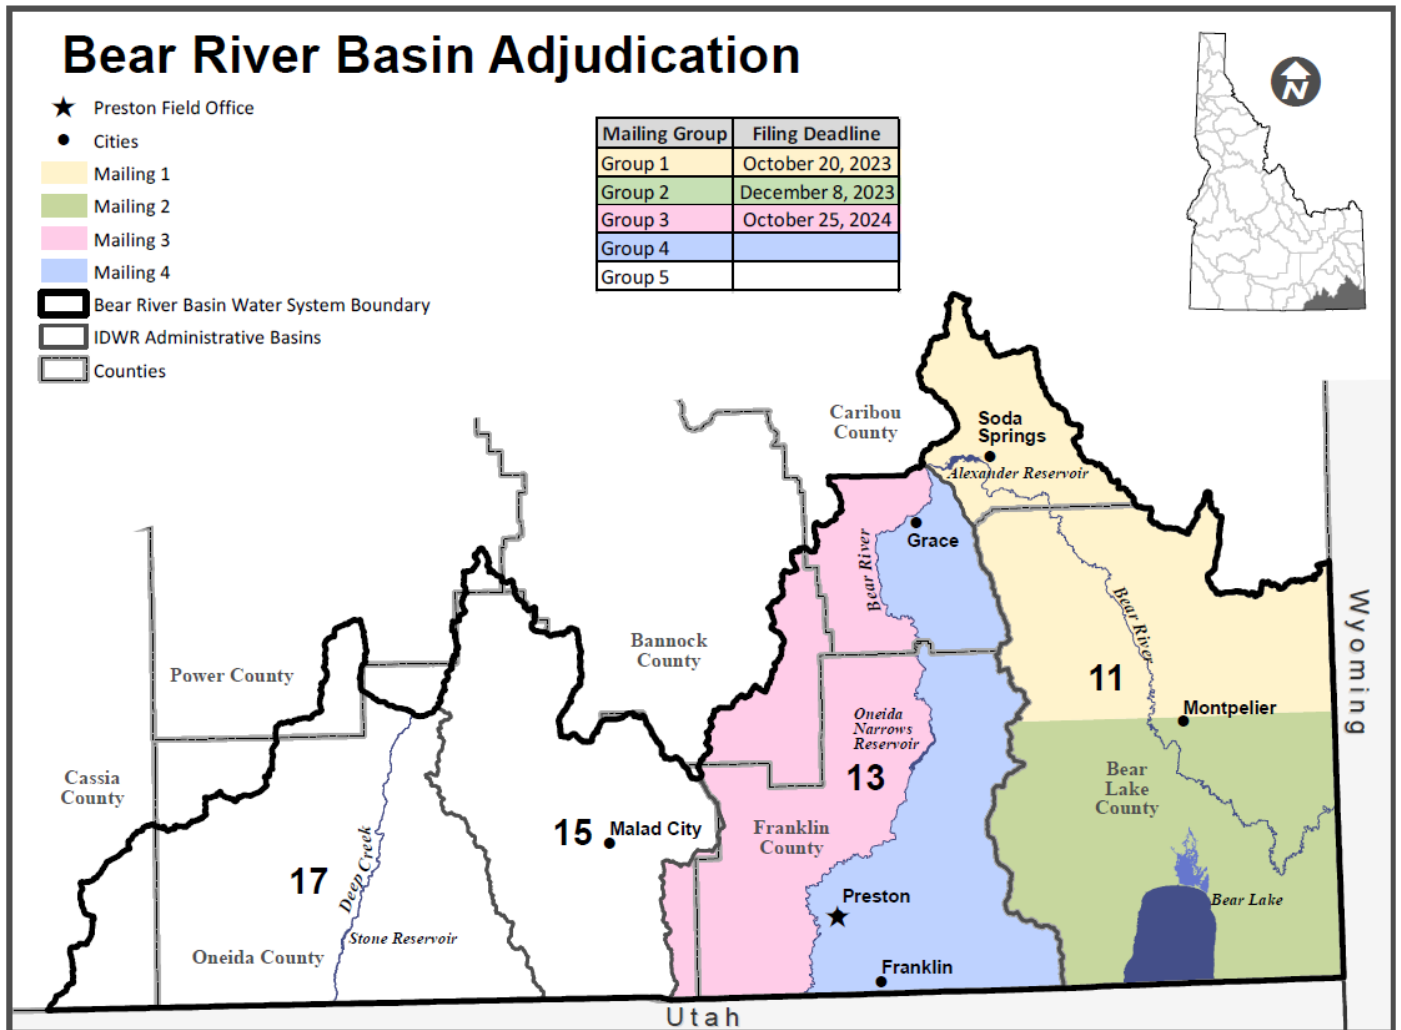 Bear River Basin Adjudication
Preston Field Office
Cities
Mailing 1
Mailing 2
Mailing 3
Mailing 4
Bear River Basin Water System Boundary
IDWR Administrative Basins
Counties
Mailing Group Filing Deadline
Group 1 October 20, 2023
Group 2 December 8, 2023
Group 3 October 25, 2024
Group 4
Group 5
N
Caribou
County
Soda
Springs
Alexander Reservoir
Grace
Bear River
Bear River
Wyoming
Bannock
County
Power County
11
Montpelier
Oneida
Narrows
Reservoir
13
Cassia
County
Bear
Lake
County
15
Malad City
Franklin
County
17
Deep Creek
Preston
Bear Lake
Stone Reservoir
Oneida County
Franklin
Utah